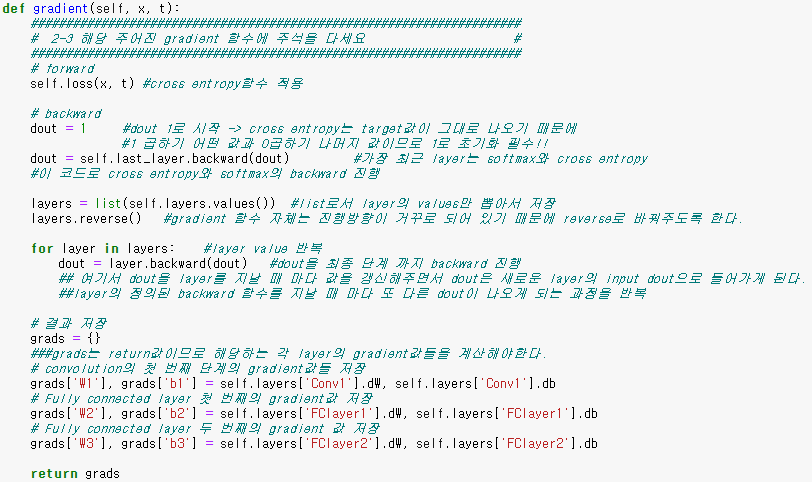 def gradient(self, x, t):
######################################################################
# 2-3 해당 주어진 gradient 함수에 주석을 다세요 #
######################################################################
# forward
self.loss(x, t) #cross entropy함수 적용
# backward
dout = 1 #dout 1로 시작 -> cross entropy는 target값이 그대로 나오기 때문에
#1 곱하기 어떤 값과 0곱하기 나머지 값이므로 1로 초기화 필수!!
dout = self.last_layer.backward(dout) #가장 최근 layer는 softmax와 cross entropy
#이 코드로 cross entropy와 softmax의 backward 진행
layers = list(self.layers.values()) #list로서 layer의 values만 뽑아서 저장
layers.reverse() #gradient 함수 자체는 진행방향이 거꾸로 되어 있기 때문에 reverse로 바꿔주도록 한다.
for layer in layers: #layer value 반복
dout = layer.backward(dout) #dout을 최종 단계 까지 backward 진행
## 여기서 dout을 layer를 지날 때 마다 값을 갱신해주면서 dout은 새로운 layer의 input dout으로 들어가게 된다.
##layer의 정의된 backward 함수를 지날 때 마다 또 다른 dout이 나오게 되는 과정을 반복
# 결과 저장
grads = {}
###grads는 return값이므로 해당하는 각 layer의 gradient값들을 계산해야한다.
# convolution의 첫 번째 단계의 gradient값들 저장
grads['W1'], grads['b1'] = self.layers['Conv1'].dW, self.layers['Conv1'].db
# Fully connected layer 첫 번째의 gradient값 저장
grads['W2'], grads['b2'] = self.layers['FClayer1'].dW, self.layers['FClayer1'].db
# Fully connected layer 두 번째의 gradient 값 저장
grads['W3'], grads['b3'] = self.layers['FClayer2'].dW, self.layers['FClayer2'].db
return grads